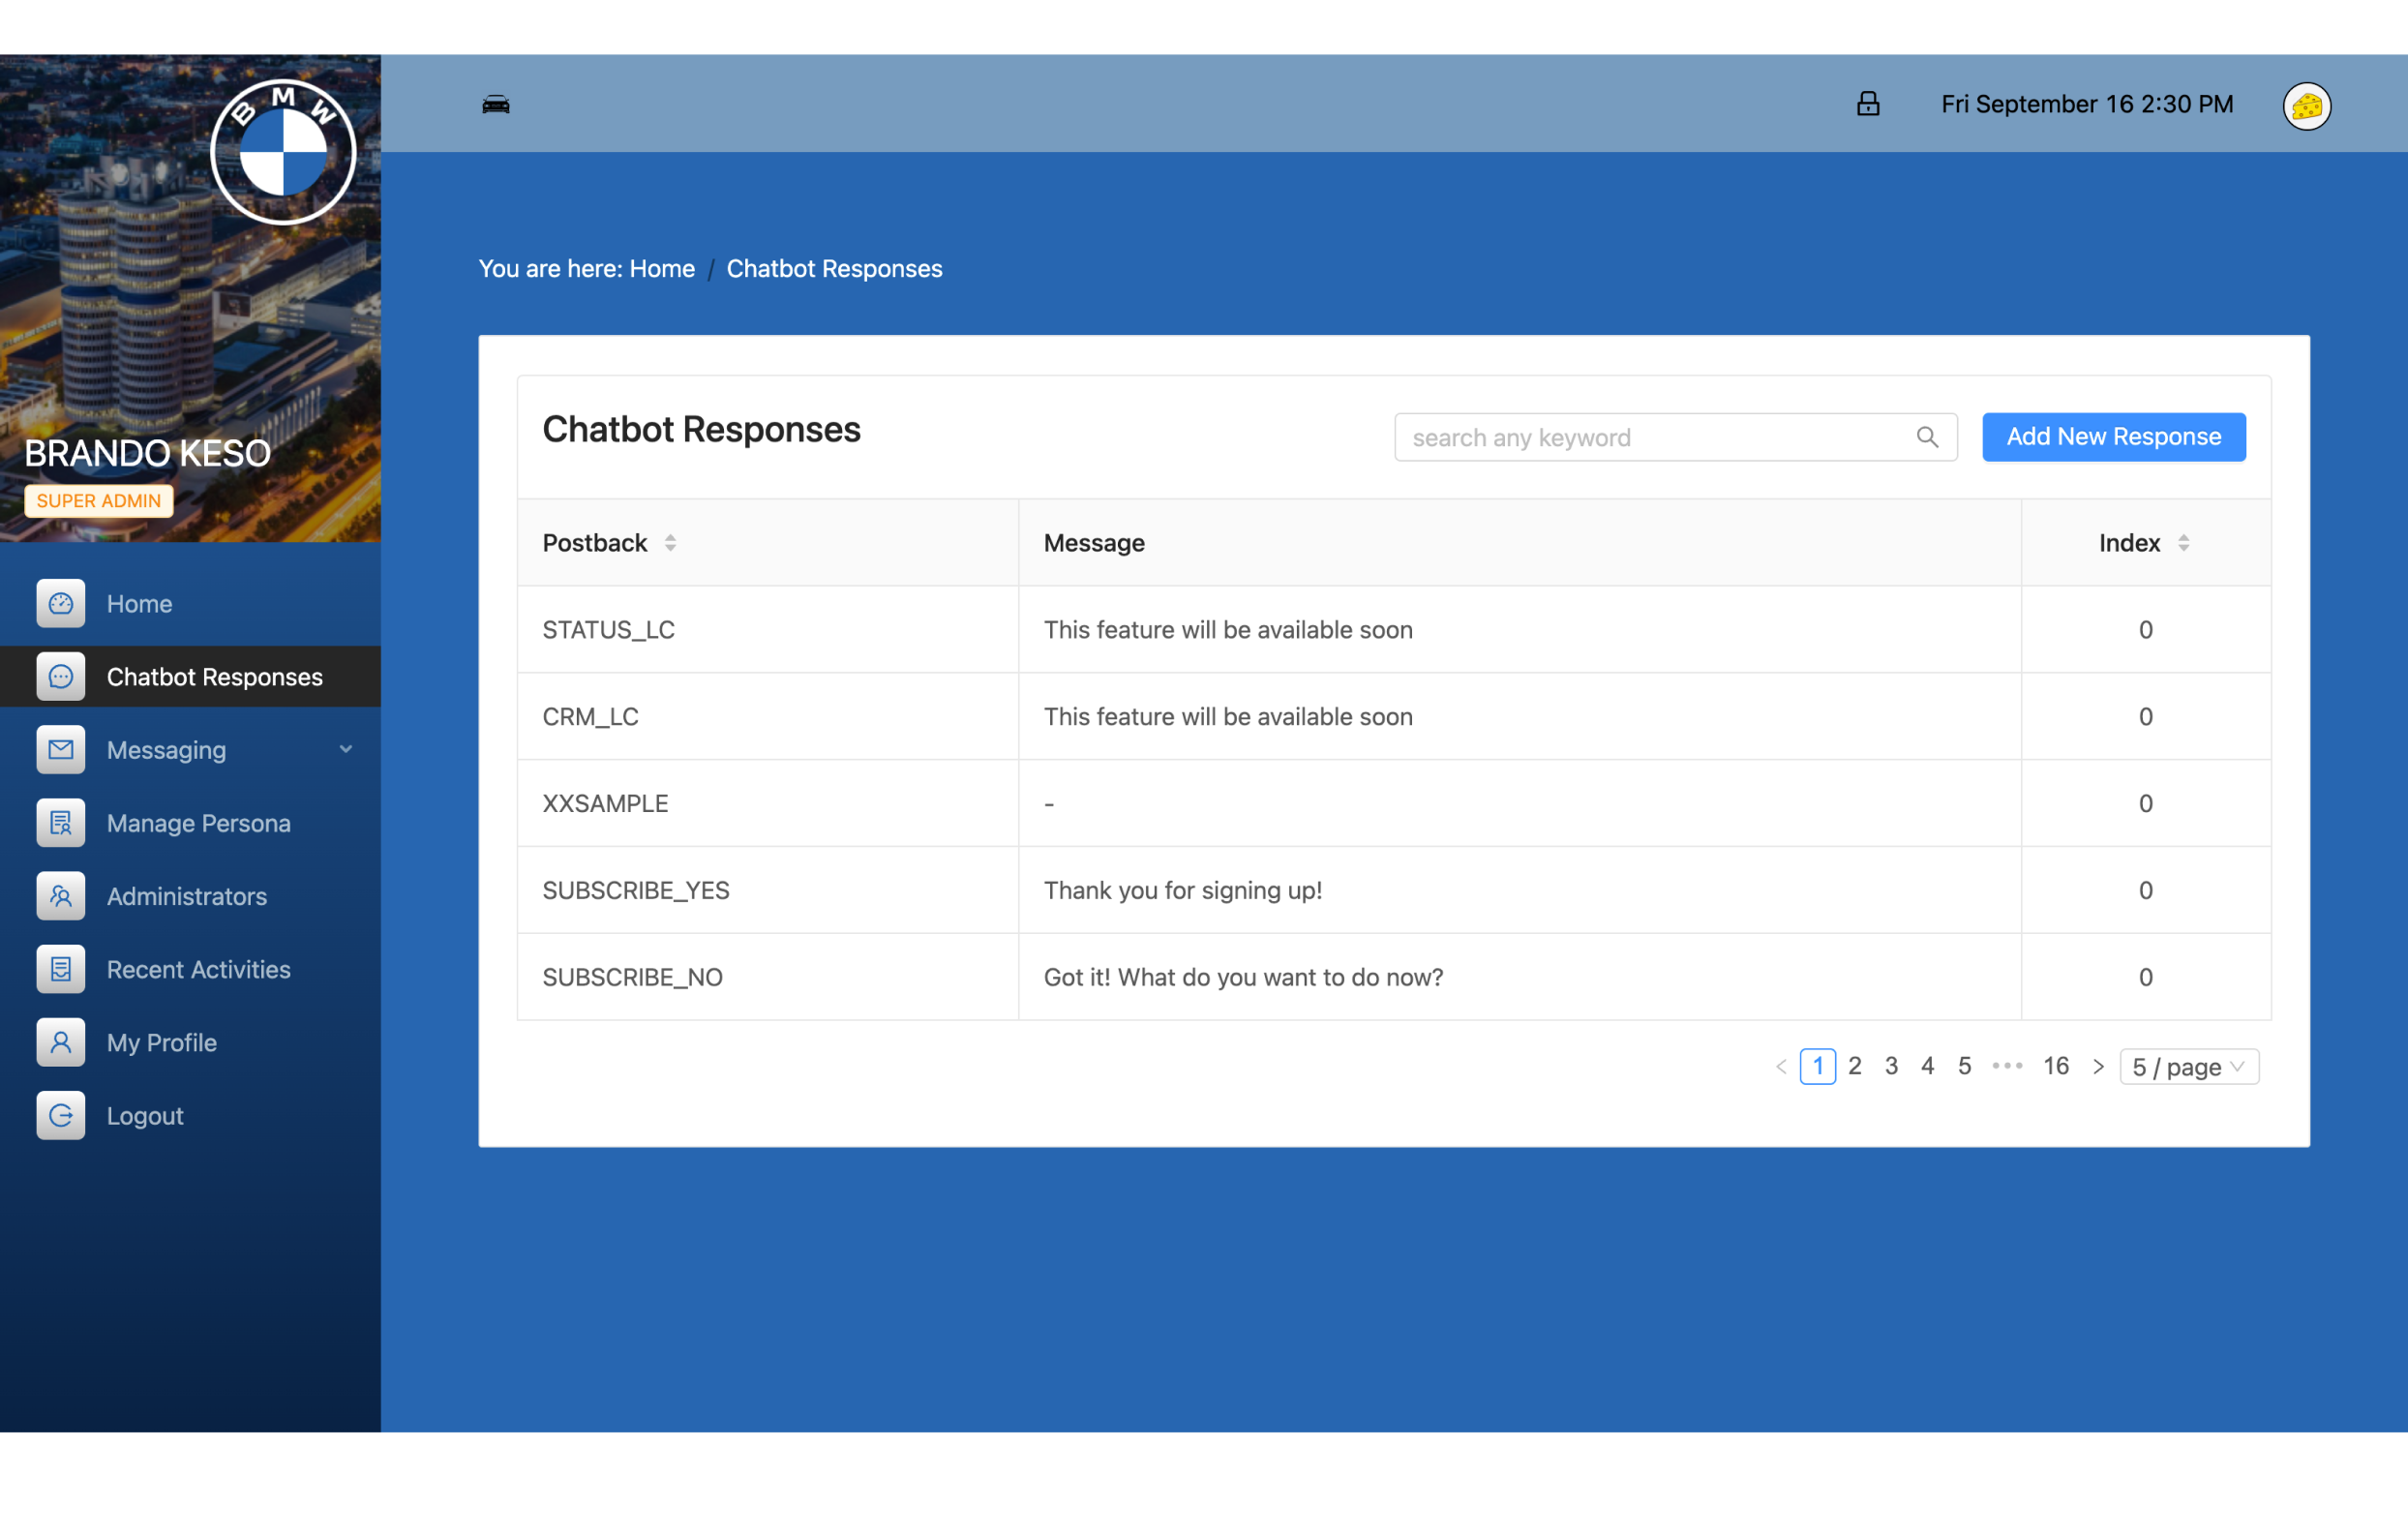 BMW
Fri September 16 2:30 PM
BRANDO KESO
SUPER ADMIN
Home
Chatbot Responses
Messaging
Manage Persona
Administrators
Recent Activities
My Profile
Logout
You are here: Home / Chatbot Responses
Chatbot Responses
search any keyword
Add New Response
Postback Message Index
STATUS_LC This feature will be available soon 0
CRM_LC This feature will be available soon 0
XXSAMPLE - 0
SUBSCRIBE_YES Thank you for signing up! 0
SUBSCRIBE_NO Got it! What do you want to do now? 0
< 1 2 3 4 5 ••• 16 > 5 / page